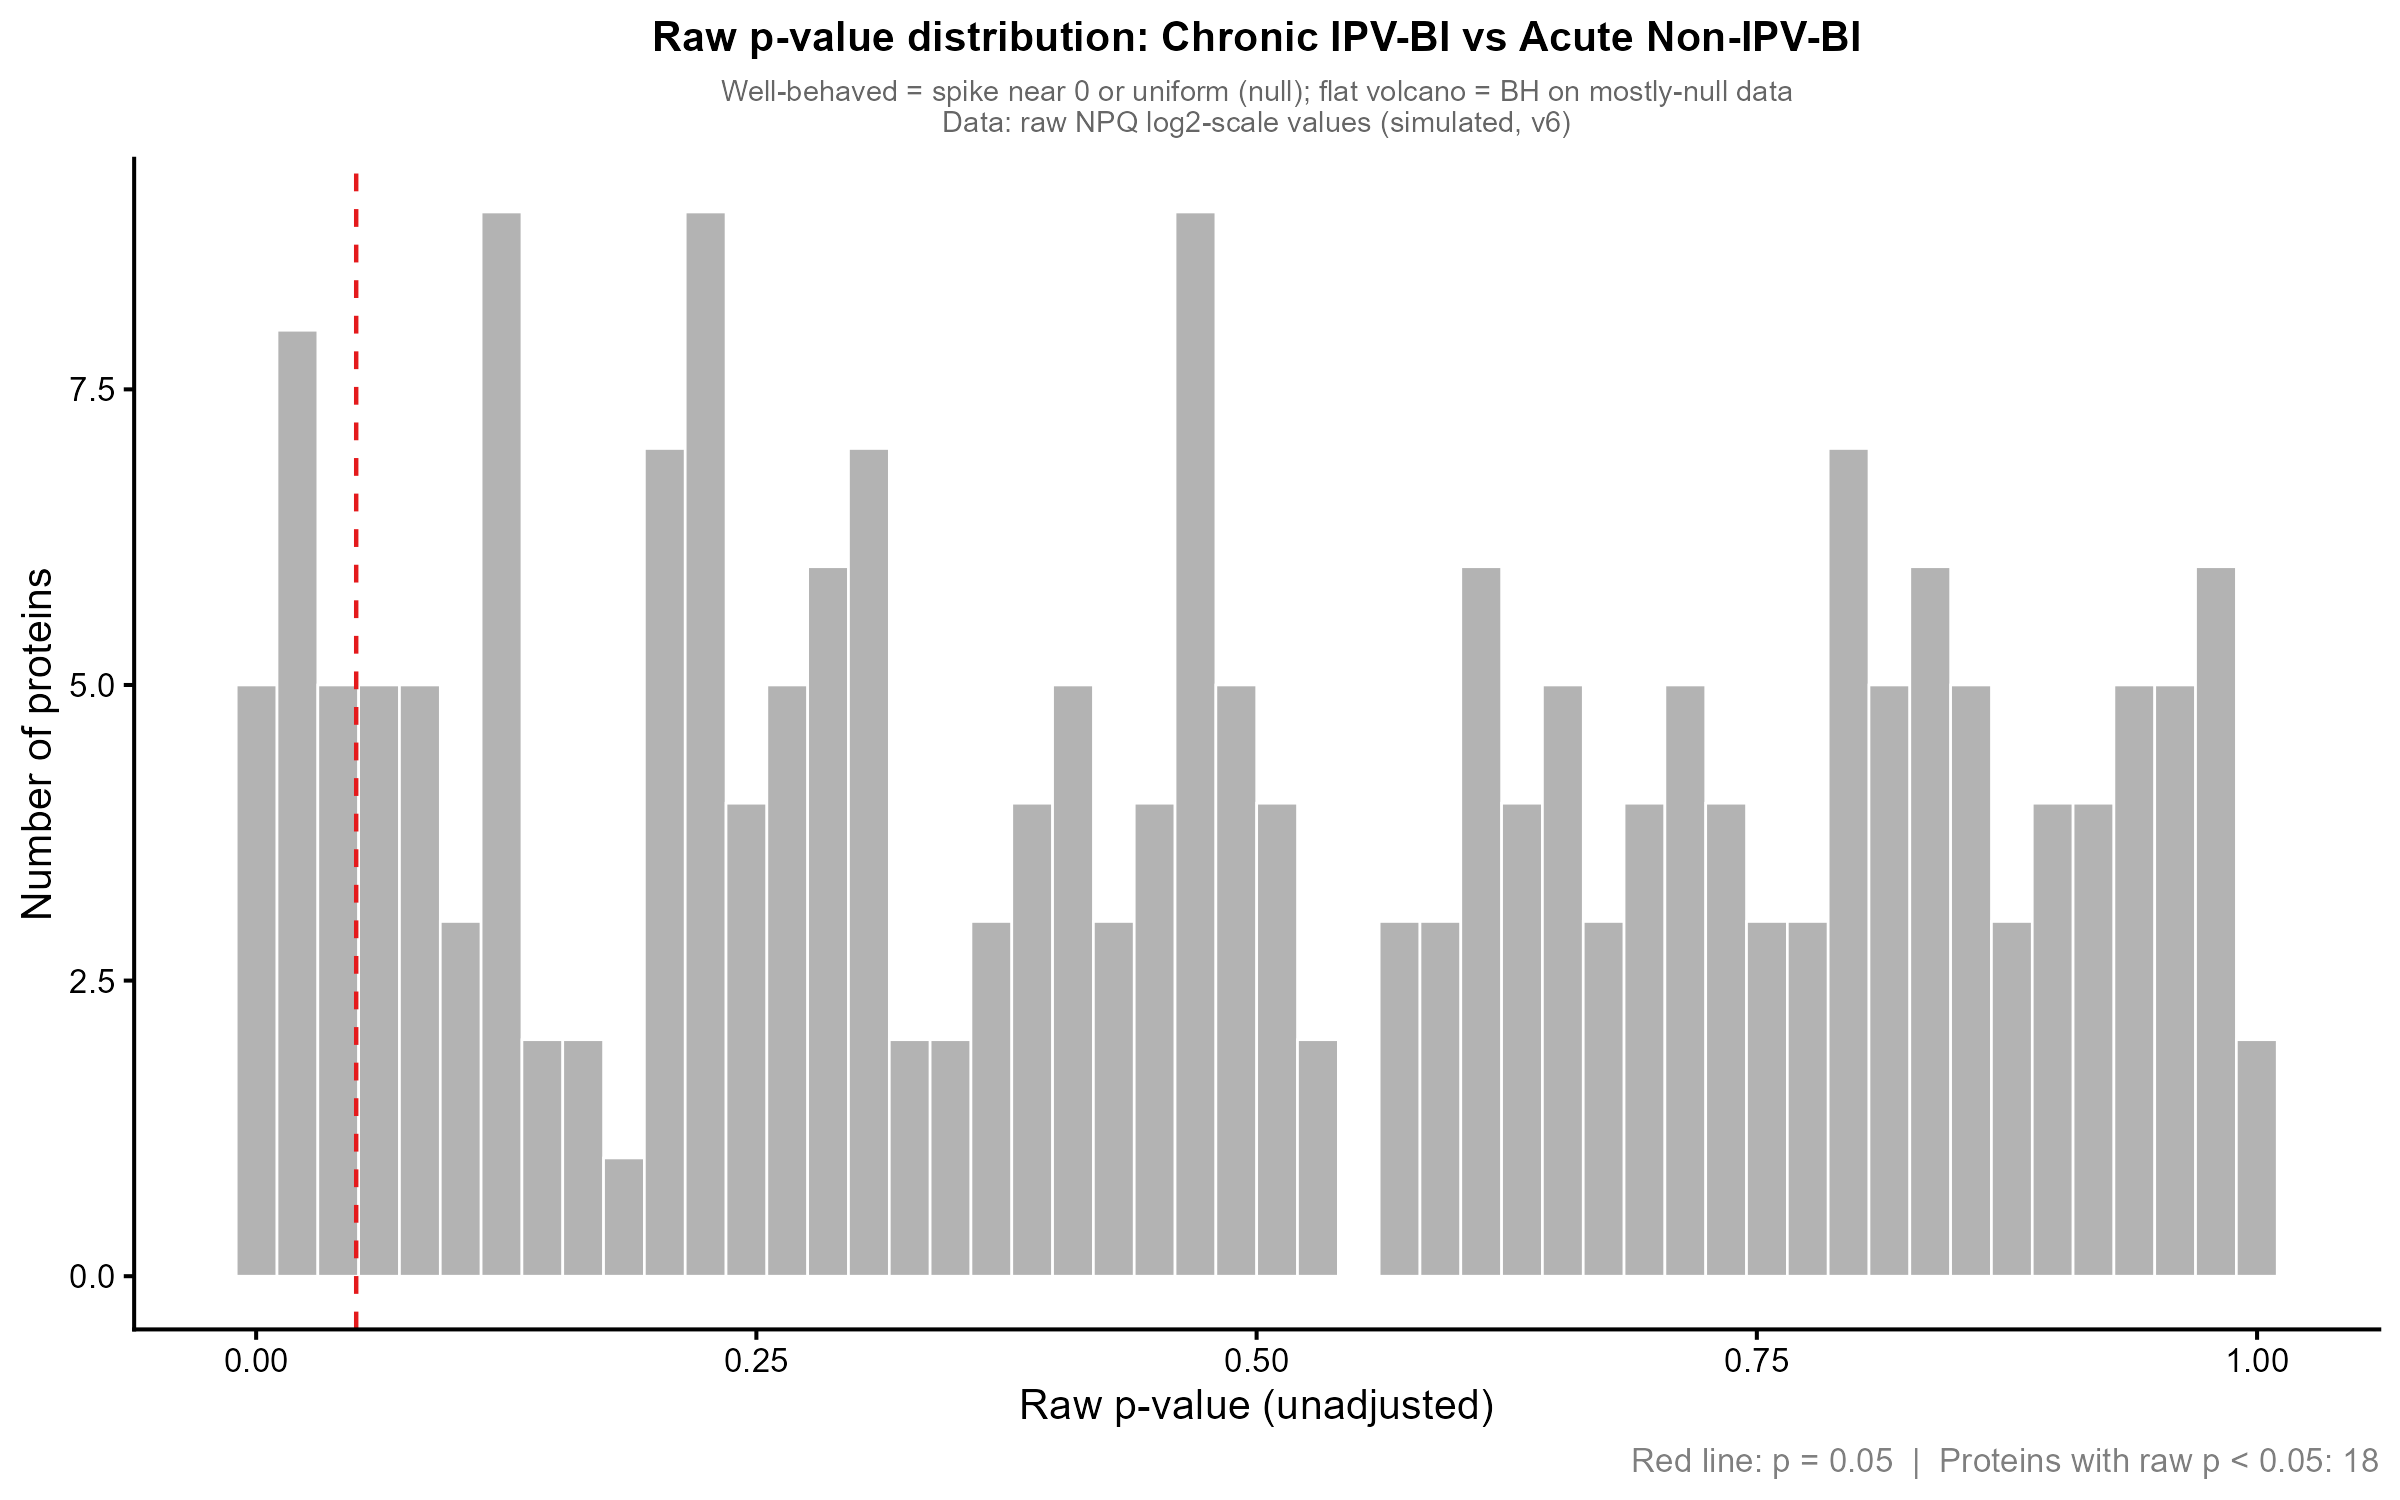 Raw p-value distribution: Chronic IPV-BI vs Acute Non-IPV-BI
Well-behaved = spike near 0 or uniform (null); flat volcano = BH on mostly-null data
Data: raw NPQ log2-scale values (simulated, v6)
Number of proteins
7.5
5.0
2.5
0.0
0.00
0.25
0.50
0.75
1.00
Raw p-value (unadjusted)
Red line: p = 0.05 | Proteins with raw p < 0.05: 18